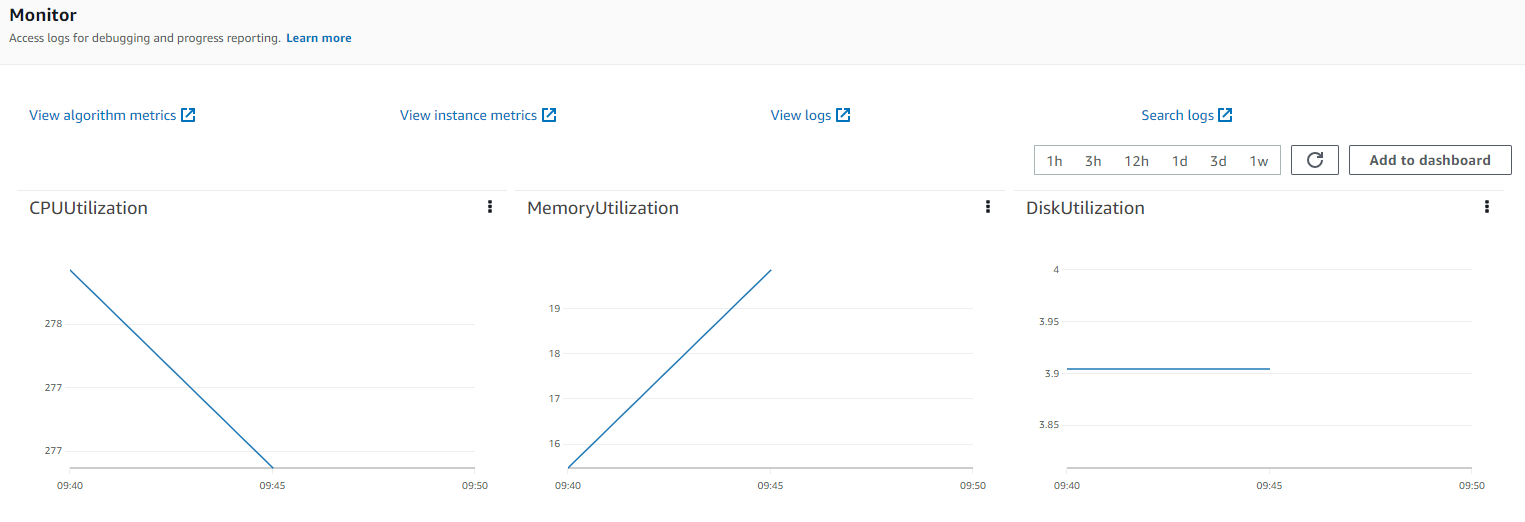 Monitor
Access logs for debugging and progress reporting. Learn more
View algorithm metrics View instance metrics View logs Search logs
1h 3h 12h 1d 3d 1w Add to dashboard
CPUUtilization
278
277
277
09:40 09:45 09:50
MemoryUtilization
19
18
17
16
09:40 09:45 09:50
DiskUtilization
4
3.95
3.9
3.85
09:40 09:45 09:50